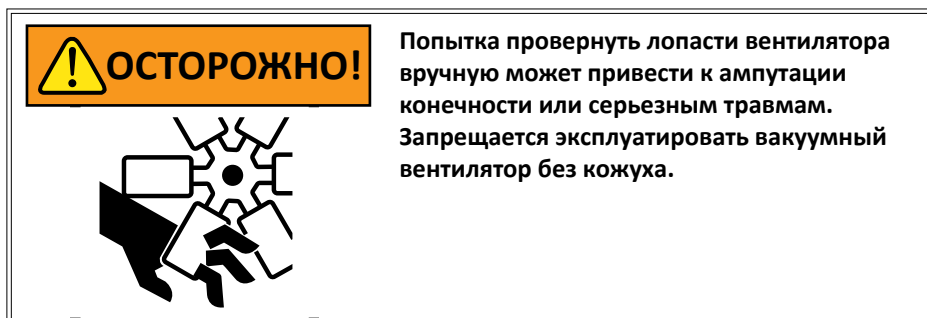 ОСТОРОЖНО!
Попытка провернуть лопасти вентилятора
вручную может привести к ампутации
конечности или серьезным травмам.
Запрещается эксплуатировать вакуумный
вентилятор без кожуха.